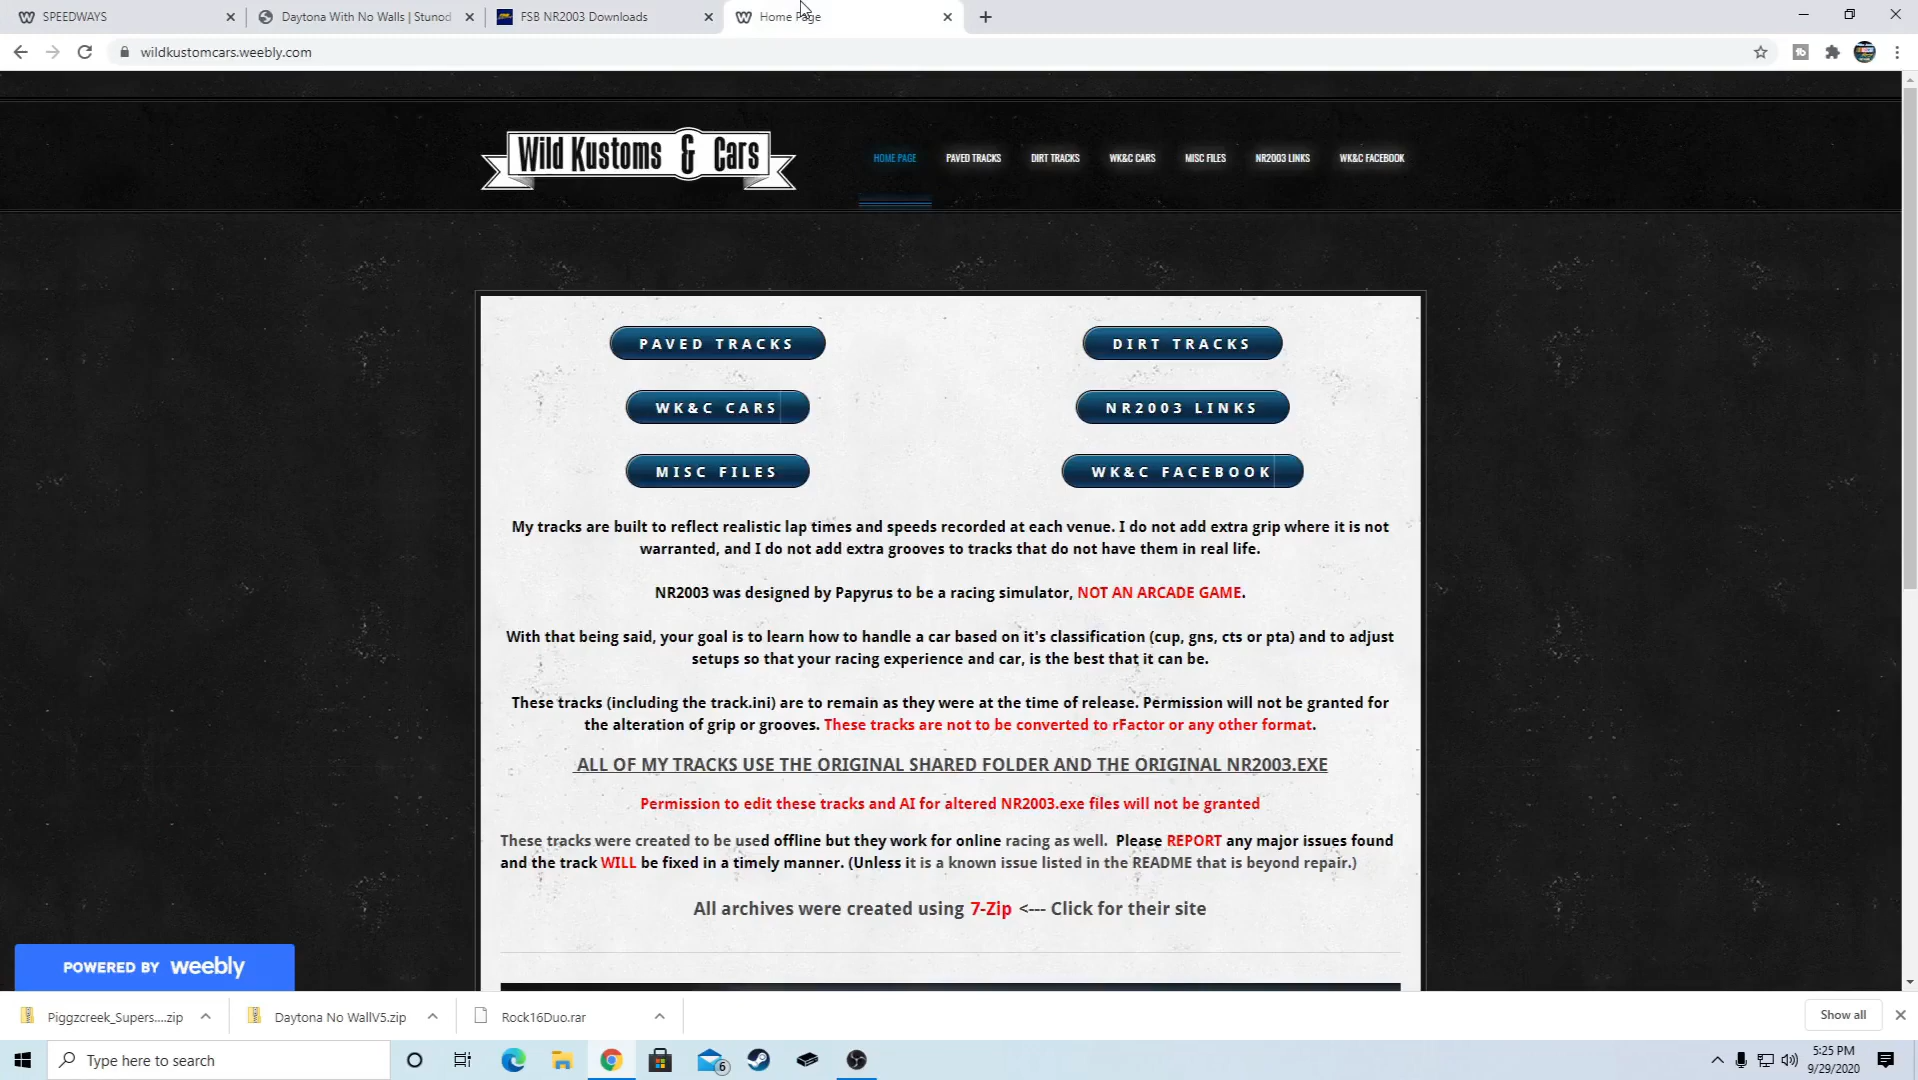 SPEEDWAYS
Daytona With No Walls | Stunod
FSB NR2003 Downloads
Home Page
wildkustomcars.weebly.com
Wild Kustoms & Cars
HOME PAGE
PAVED TRACKS
DIRT TRACKS
WK&C CARS
MISC FILES
NR2003 LINKS
WK&C FACEBOOK
PAVED TRACKS
DIRT TRACKS
WK&C CARS
NR2003 LINKS
MISC FILES
WK&C FACEBOOK
My tracks are built to reflect realistic lap times and speeds recorded at each venue. I do not add extra grip where it is not
warranted, and I do not add extra grooves to tracks that do not have them in real life.
NR2003 was designed by Papyrus to be a racing simulator, NOT AN ARCADE GAME.
With that being said, your goal is to learn how to handle a car based on it's classification (cup, gns, cts or pta) and to adjust
setups so that your racing experience and car, is the best that it can be.
These tracks (including the track.ini) are to remain as they were at the time of release. Permission will not be granted for
the alteration of grip or grooves. These tracks are not to be converted to rFactor or any other format.
ALL OF MY TRACKS USE THE ORIGINAL SHARED FOLDER AND THE ORIGINAL NR2003.EXE
Permission to edit these tracks and AI for altered NR2003.exe files will not be granted
These tracks were created to be used offline but they work for online racing as well. Please REPORT any major issues found
and the track WILL be fixed in a timely manner. (Unless it is a known issue listed in the README that is beyond repair.)
All archives were created using 7-Zip <--- Click for their site
POWERED BY weebly
Piggzcreek_Supers....zip
Daytona No WallV5.zip
Rock16Duo.rar
Show all
Type here to search
6
5:25 PM
9/29/2020